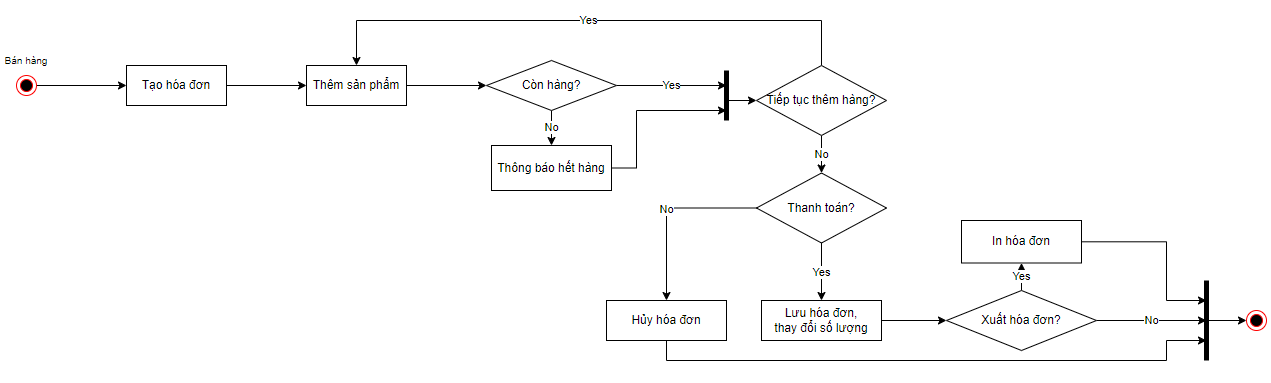 Yes
Bán hàng
Tạo hóa đơn
Thêm sản phẩm
Còn hàng?
Yes
Tiếp tục thêm hàng?
No
Thông báo hết hàng
No
Thanh toán?
No
Yes
In hóa đơn
Yes
Hủy hóa đơn
Lưu hóa đơn,
thay đổi số lượng
Xuất hóa đơn?
No